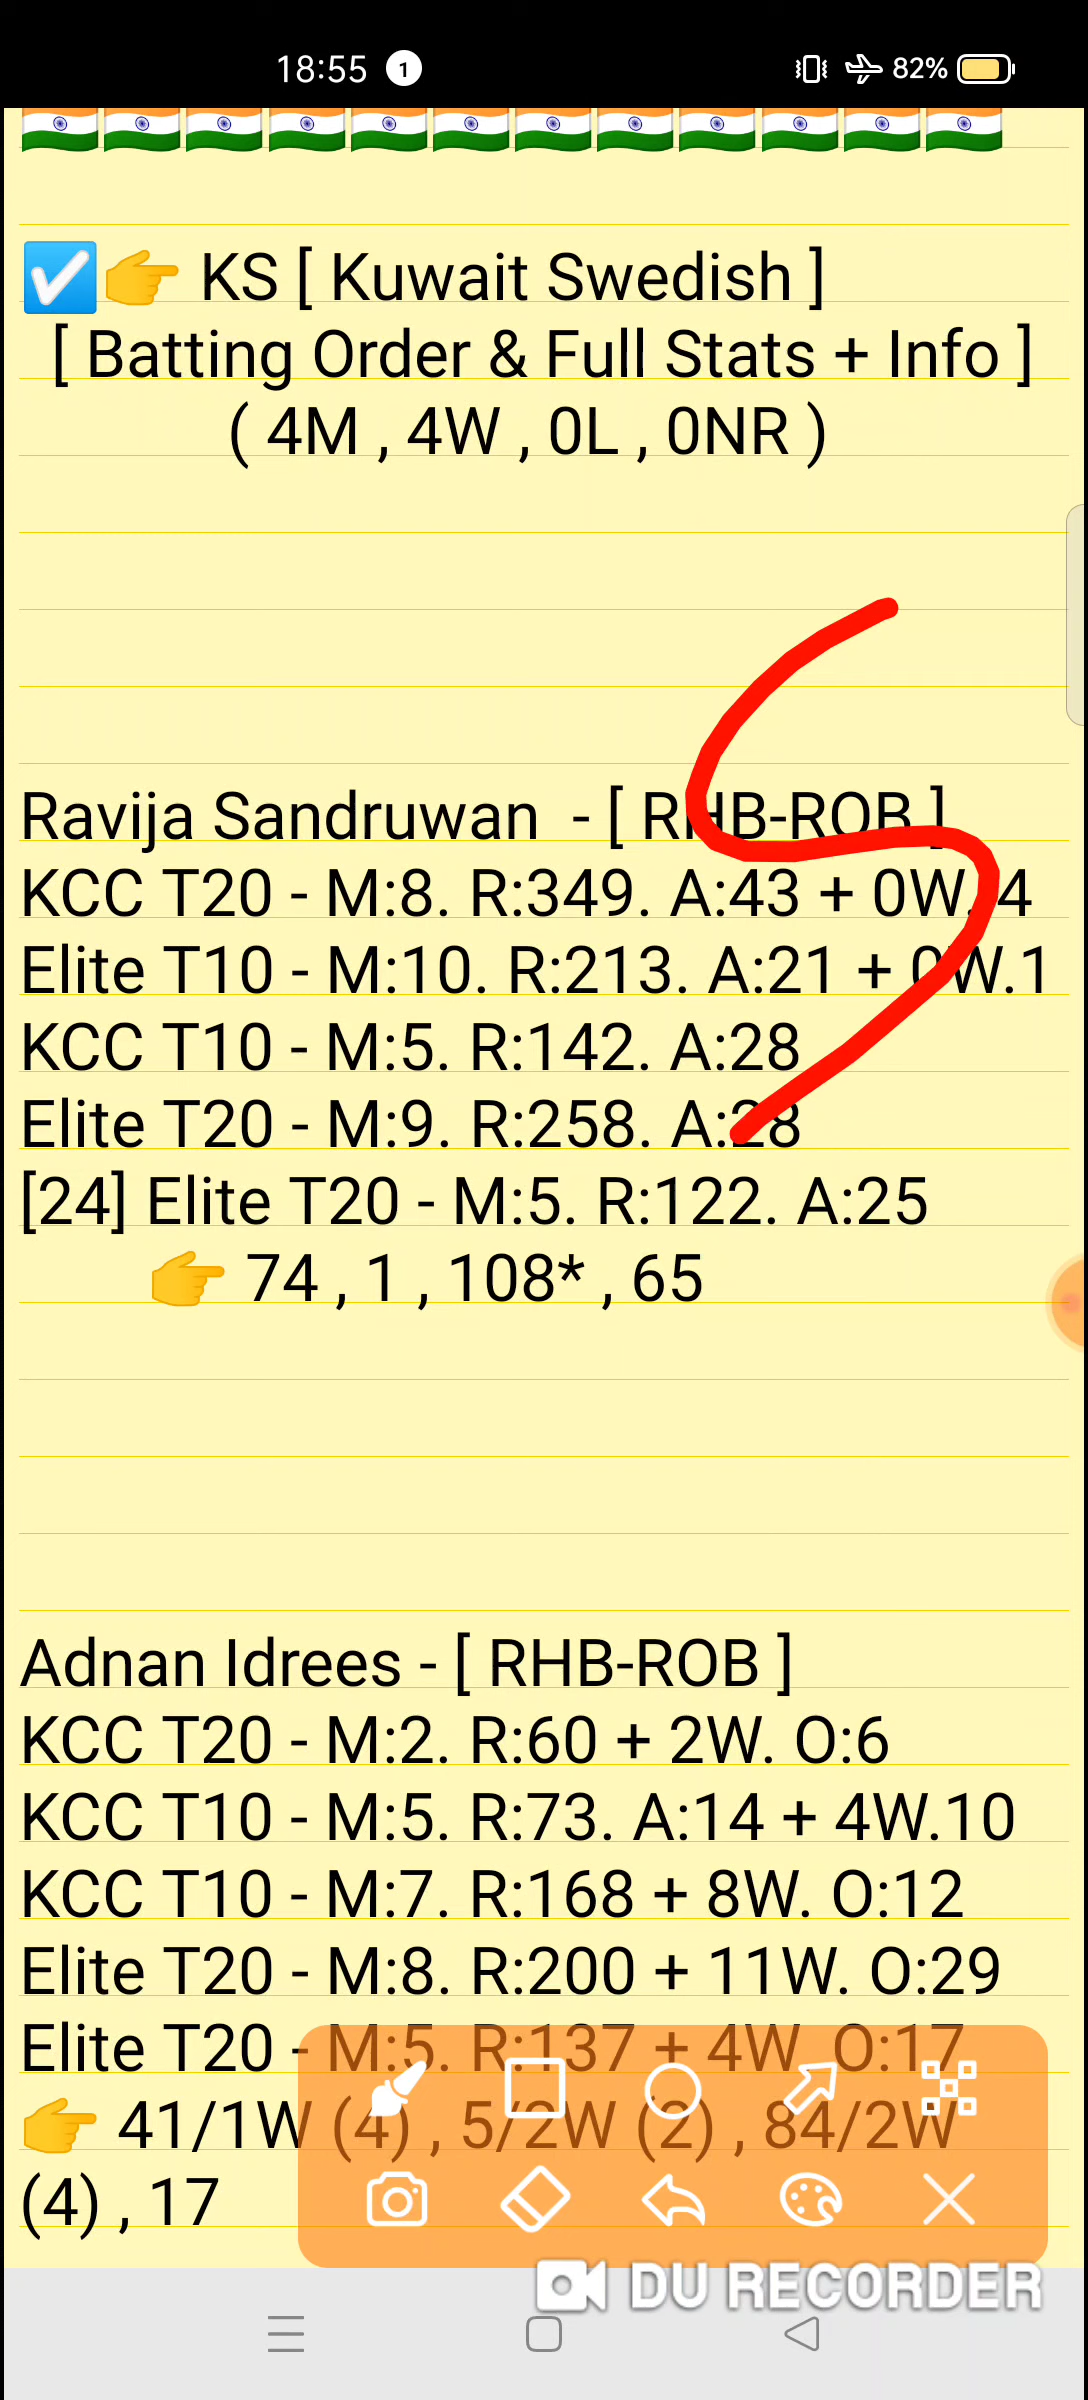 18:55 1 82%
KS [ Kuwait Swedish ]
[ Batting Order & Full Stats + Info ]
( 4M , 4W , 0L , 0NR )
Ravija Sandruwan - [ RHB-ROB ]
KCC T20 - M:8. R:349. A:43 + 0W. 4
Elite T10 - M:10. R:213. A:21 + 0W.1
KCC T10 - M:5. R:142. A:28
Elite T20 - M:9. R:258. A:28
[24] Elite T20 - M:5. R:122. A:25
74 , 1 , 108* , 65
Adnan Idrees - [ RHB-ROB ]
KCC T20 - M:2. R:60 + 2W. O:6
KCC T10 - M:5. R:73. A:14 + 4W.10
KCC T10 - M:7. R:168 + 8W. O:12
Elite T20 - M:8. R:200 + 11W. O:29
Elite T20 - M:5. R:137 + 4W. O:17
41/1W (4) , 5/2W (2) , 84/2W
(4) , 17
DU RECORDER